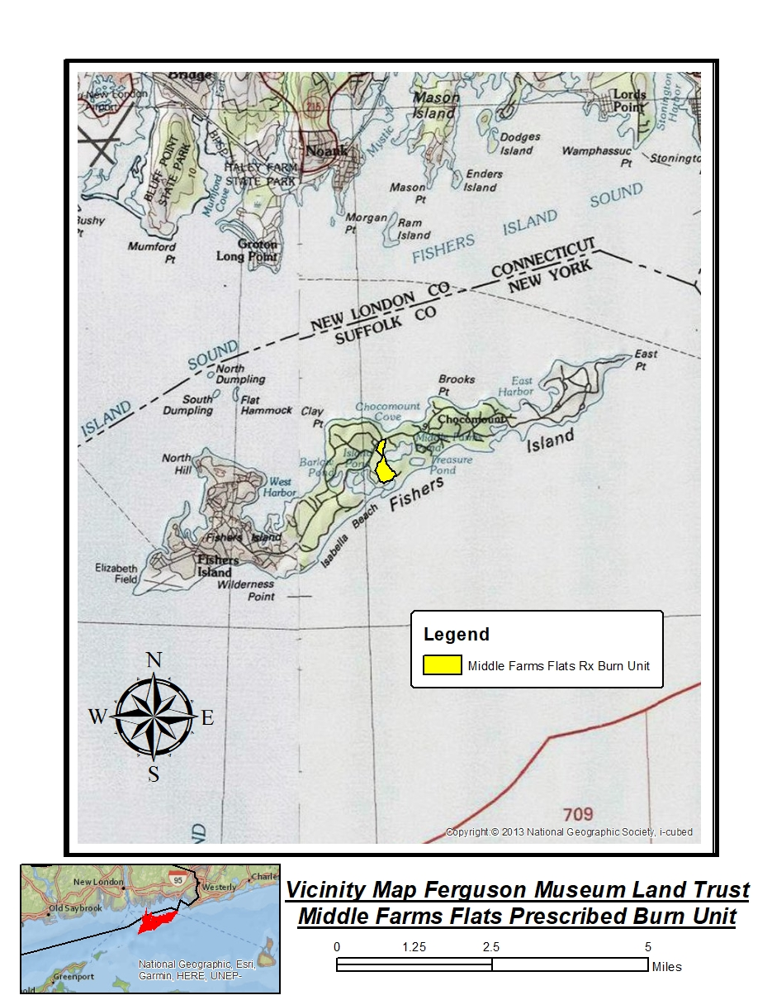 Bridge
New London
Airport
215
Mason
Island
Lords
Point
Stonington
Harbor
Noank
Mystic
Dodges
Island
Wamphassuc
Pt
Stoningto
BLUFF POINT
STATE PARK
10
HALEY FARM
STATE PARK
Mumford
Cove
Mason
Pt
Enders
Island
Bushy
Pt
Mumford
Pt
Groton
Long Point
Morgan
Pt
Ram
Island
FISHERS ISLAND SOUND
CONNECTICUT
NEW YORK
NEW LONDON CO
SUFFOLK CO
ISLAND SOUND
North
Dumpling
South
Dumpling
Flat
Hammock
Clay
Pt
Chocomount
Cove
Brooks
Pt
East
Harbor
East
Pt
Chocomount
Middle Farms
Pond
Island
Pond
Barlow
Pond
Treasure
Pond
Fishers Island
North
Hill
West
Harbor
Isabella Beach
Fishers Island
Fishers
Island
Elizabeth
Field
Wilderness
Point
Legend
Middle Farms Flats Rx Burn Unit
N
W E
S
ND
709
Copyright:© 2013 National Geographic Society, i-cubed
New London
95
Westerly
Charle
Old Saybrook
Greenport
old
National Geographic, Esri,
Garmin, HERE, UNEP-
Vicinity Map Ferguson Museum Land Trust
Middle Farms Flats Prescribed Burn Unit
0 1.25 2.5 5
Miles